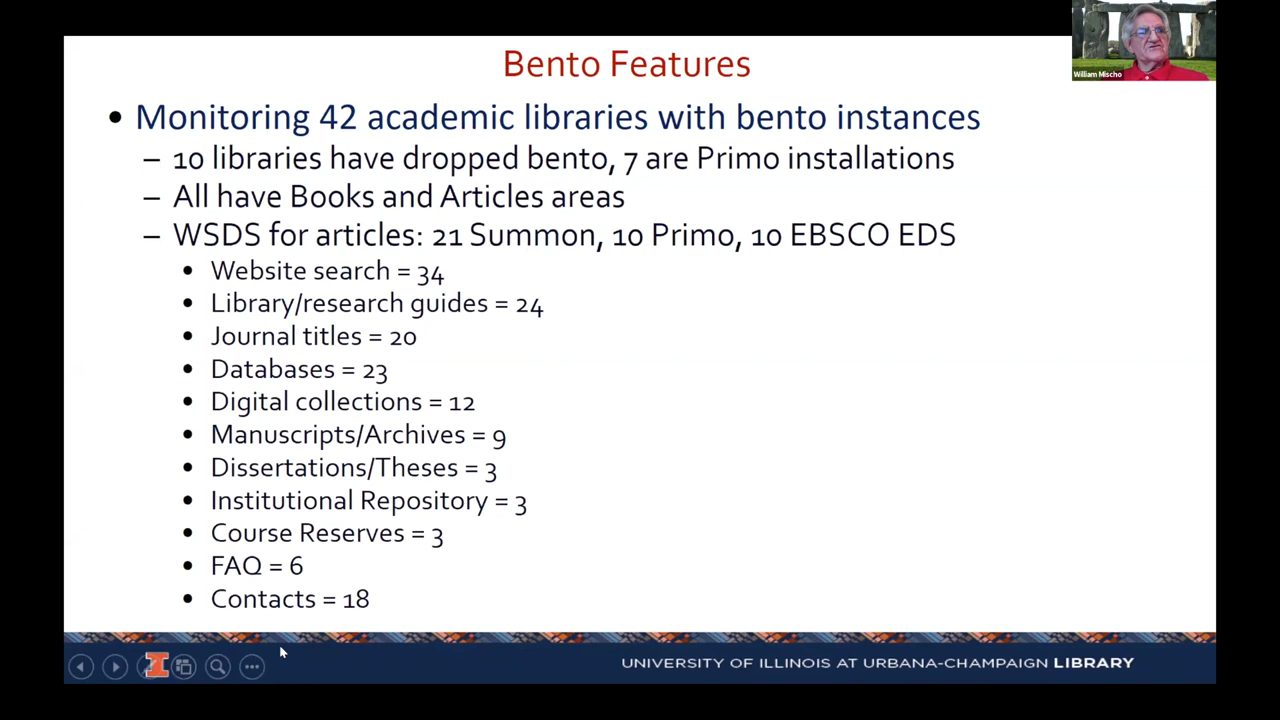 Bento Features
William Mischo
• Monitoring 42 academic libraries with bento instances
– 10 libraries have dropped bento, 7 are Primo installations
– All have Books and Articles areas
– WSDS for articles: 21 Summon, 10 Primo, 10 EBSCO EDS
• Website search = 34
• Library/research guides = 24
• Journal titles = 20
• Databases = 23
• Digital collections = 12
• Manuscripts/Archives = 9
• Dissertations/Theses = 3
• Institutional Repository = 3
• Course Reserves = 3
• FAQ = 6
• Contacts = 18
UNIVERSITY OF ILLINOIS AT URBANA-CHAMPAIGN LIBRARY